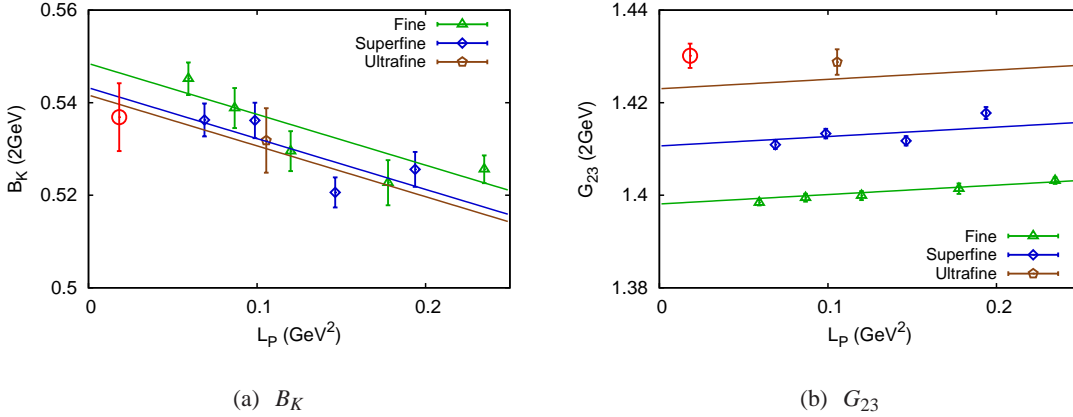 0.56
0.54
0.52
0.5
0
0.1
0.2
B_K (2GeV)
L_P (GeV^2)
Fine
Superfine
Ultrafine
(a) B_K
1.44
1.42
1.4
1.38
0
0.1
0.2
G_23 (2GeV)
L_P (GeV^2)
Fine
Superfine
Ultrafine
(b) G_23